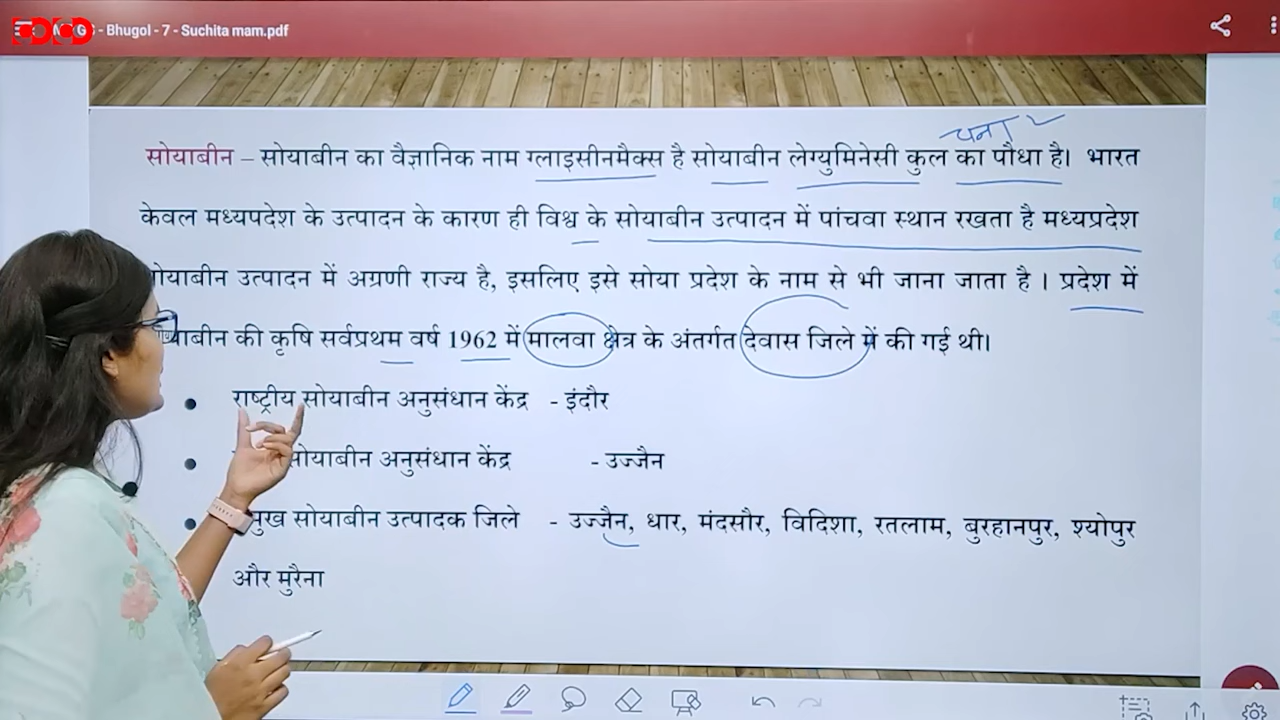 - Bhugol - 7 - Suchita mam.pdf
चना
सोयाबीन – सोयाबीन का वैज्ञानिक नाम ग्लाइसीनमैक्स है सोयाबीन लेग्युमिनेसी कुल का पौधा है। भारत
केवल मध्यपदेश के उत्पादन के कारण ही विश्व के सोयाबीन उत्पादन में पांचवा स्थान रखता है मध्यप्रदेश
उत्पादन में अग्रणी राज्य है, इसलिए इसे सोया प्रदेश के नाम से भी जाना जाता है । प्रदेश में
की कृषि सर्वप्रथम वर्ष 1962 में मालवा क्षेत्र के अंतर्गत देवास जिले में की गई थी।
• राष्ट्रीय सोयाबीन अनुसंधान केंद्र - इंदौर
• सोयाबीन अनुसंधान केंद्र - उज्जैन
• सोयाबीन उत्पादक जिले - उज्जैन, धार, मंदसौर, विदिशा, रतलाम, बुरहानपुर, श्योपुर
और मुरैना